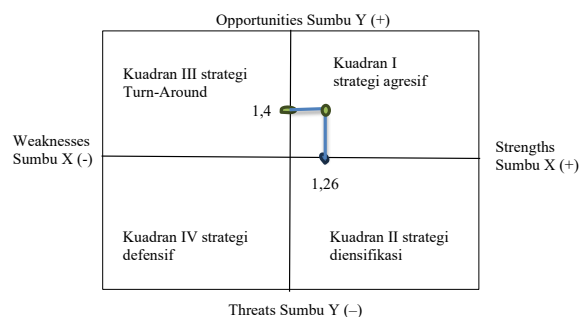 Opportunities Sumbu Y (+)
Kuadran III strategi
Turn-Around
Kuadran I
strategi agresif
1,4
Weaknesses
Sumbu X (-)
Strengths
Sumbu X (+)
1,26
Kuadran IV strategi
defensif
Kuadran II strategi
diensifikasi
Threats Sumbu Y (–)